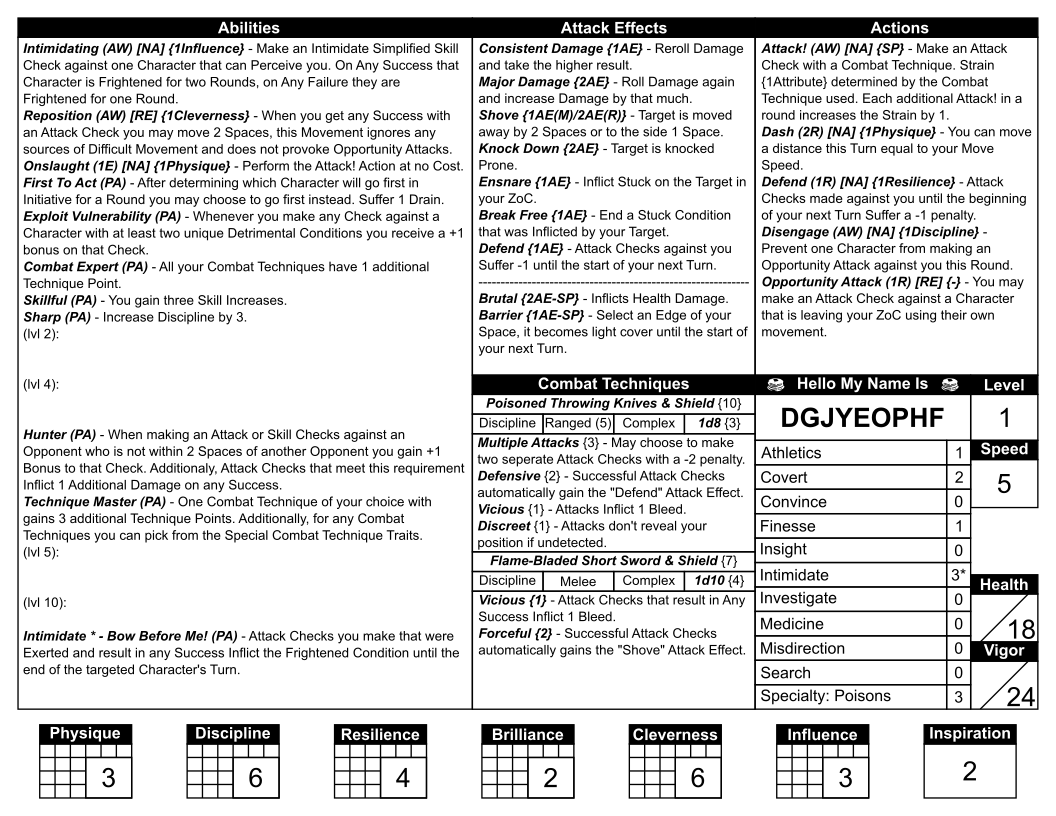 Abilities
Intimidating (AW) [NA] {1Influence} - Make an Intimidate Simplified Skill
Check against one Character that can Perceive you. On Any Success that
Character is Frightened for two Rounds, on Any Failure they are
Frightened for one Round.
Reposition (AW) [RE] {1Cleverness} - When you get any Success with
an Attack Check you may move 2 Spaces, this Movement ignores any
sources of Difficult Movement and does not provoke Opportunity Attacks.
Onslaught (1E) [NA] {1Physique} - Perform the Attack! Action at no Cost.
First To Act (PA) - After determining which Character will go first in
Initiative for a Round you may choose to go first instead. Suffer 1 Drain.
Exploit Vulnerability (PA) - Whenever you make any Check against a
Character with at least two unique Detrimental Conditions you receive a +1
bonus on that Check.
Combat Expert (PA) - All your Combat Techniques have 1 additional
Technique Point.
Skillful (PA) - You gain three Skill Increases.
Sharp (PA) - Increase Discipline by 3.
(lvl 2):
(lvl 4):
Hunter (PA) - When making an Attack or Skill Checks against an
Opponent who is not within 2 Spaces of another Opponent you gain +1
Bonus to that Check. Additionaly, Attack Checks that meet this requirement
Inflict 1 Additional Damage on any Success.
Technique Master (PA) - One Combat Technique of your choice with
gains 3 additional Technique Points. Additionally, for any Combat
Techniques you can pick from the Special Combat Technique Traits.
(lvl 5):
(lvl 10):
Intimidate * - Bow Before Me! (PA) - Attack Checks you make that were
Exerted and result in any Success Inflict the Frightened Condition until the
end of the targeted Character's Turn.
Attack Effects
Consistent Damage {1AE} - Reroll Damage
and take the higher result.
Major Damage {2AE} - Roll Damage again
and increase Damage by that much.
Shove {1AE(M)/2AE(R)} - Target is moved
away by 2 Spaces or to the side 1 Space.
Knock Down {2AE} - Target is knocked
Prone.
Ensnare {1AE} - Inflict Stuck on the Target in
your ZoC.
Break Free {1AE} - End a Stuck Condition
that was Inflicted by your Target.
Defend {1AE} - Attack Checks against you
Suffer -1 until the start of your next Turn.
-------------------------------------------------------
Brutal {2AE-SP} - Inflicts Health Damage.
Barrier {1AE-SP} - Select an Edge of your
Space, it becomes light cover until the start of
your next Turn.
Actions
Attack! (AW) [NA] {SP} - Make an Attack
Check with a Combat Technique. Strain
{1Attribute} determined by the Combat
Technique used. Each additional Attack! in a
round increases the Strain by 1.
Dash (2R) [NA] {1Physique} - You can move
a distance this Turn equal to your Move
Speed.
Defend (1R) [NA] {1Resilience} - Attack
Checks made against you until the beginning
of your next Turn Suffer a -1 penalty.
Disengage (AW) [NA] {1Discipline} -
Prevent one Character from making an
Opportunity Attack against you this Round.
Opportunity Attack (1R) [RE] {-} - You may
make an Attack Check against a Character
that is leaving your ZoC using their own
movement.
Combat Techniques
Poisoned Throwing Knives & Shield {10}
Discipline Ranged (5) Complex 1d8 {3}
Multiple Attacks {3} - May choose to make
two seperate Attack Checks with a -2 penalty.
Defensive {2} - Successful Attack Checks
automatically gain the "Defend" Attack Effect.
Vicious {1} - Attacks Inflict 1 Bleed.
Discreet {1} - Attacks don't reveal your
position if undetected.
Flame-Bladed Short Sword & Shield {7}
Discipline Melee Complex 1d10 {4}
Vicious {1} - Attack Checks that result in Any
Success Inflict 1 Bleed.
Forceful {2} - Successful Attack Checks
automatically gains the "Shove" Attack Effect.
Hello My Name Is
DGJYEOPHF
Level
1
Speed
5
Athletics 1
Covert 2
Convince 0
Finesse 1
Insight 0
Intimidate 3*
Investigate 0
Medicine 0
Misdirection 0
Search 0
Specialty: Poisons 3
Health
18
Vigor
24
Physique
3
Discipline
6
Resilience
4
Brilliance
2
Cleverness
6
Influence
3
Inspiration
2